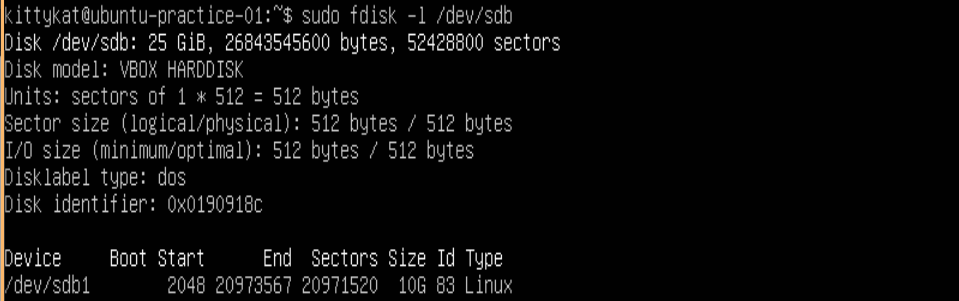 kittykat@ubuntu-practice-01:~$ sudo fdisk -l /dev/sdb
Disk /dev/sdb: 25 GiB, 26843545600 bytes, 52428800 sectors
Disk model: VBOX HARDDISK
Units: sectors of 1 * 512 = 512 bytes
Sector size (logical/physical): 512 bytes / 512 bytes
I/O size (minimum/optimal): 512 bytes / 512 bytes
Disklabel type: dos
Disk identifier: 0x0190918c
Device     Boot Start      End  Sectors Size Id Type
/dev/sdb1        2048 20973567 20971520  10G 83 Linux